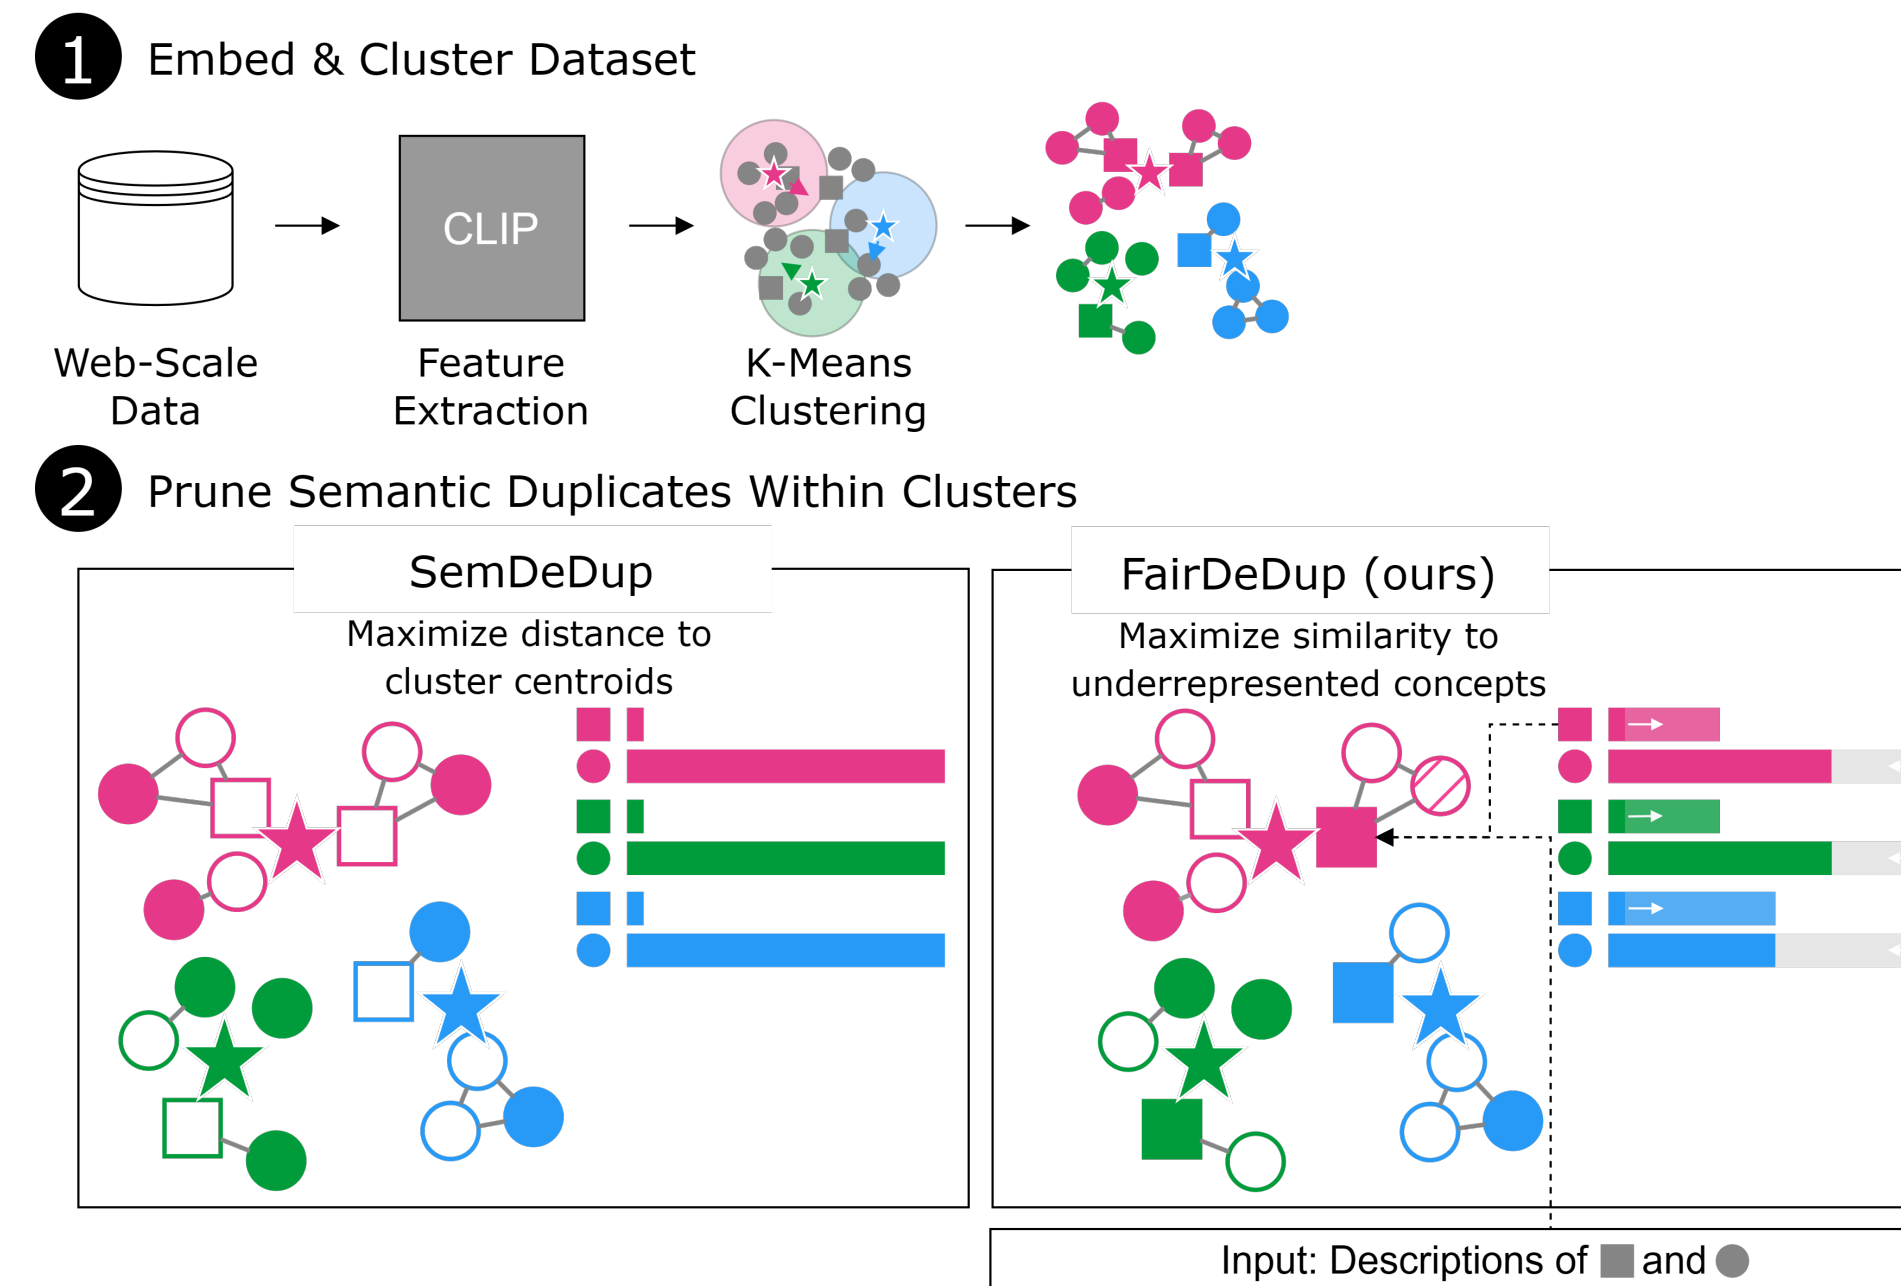 1 Embed & Cluster Dataset
CLIP
Web-Scale
Data
Feature
Extraction
K-Means
Clustering
2 Prune Semantic Duplicates Within Clusters
SemDeDup
Maximize distance to
cluster centroids
FairDeDup (ours)
Maximize similarity to
underrepresented concepts
Input: Descriptions of and